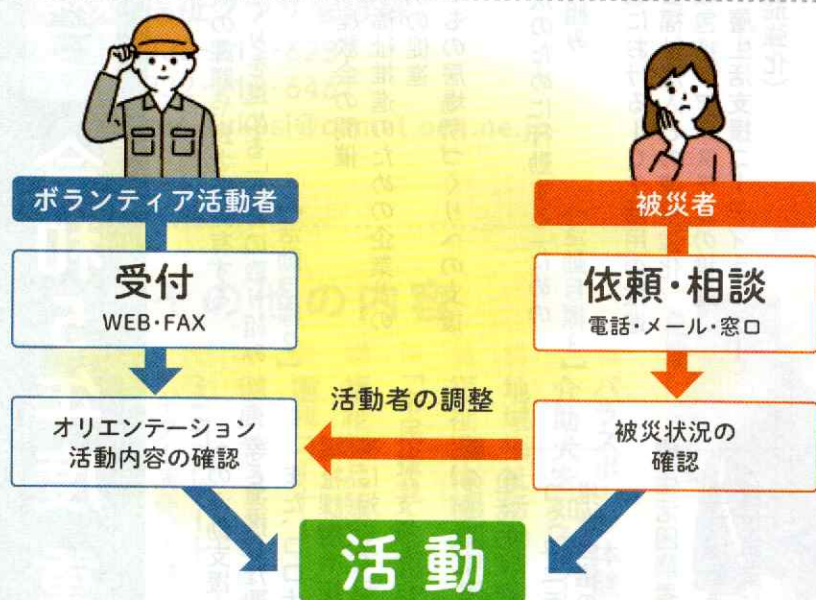 ボランティア活動者
受付
WEB・FAX
オリエンテーション
活動内容の確認
被災者
依頼・相談
電話・メール・窓口
被災状況の
確認
活動者の調整
活動